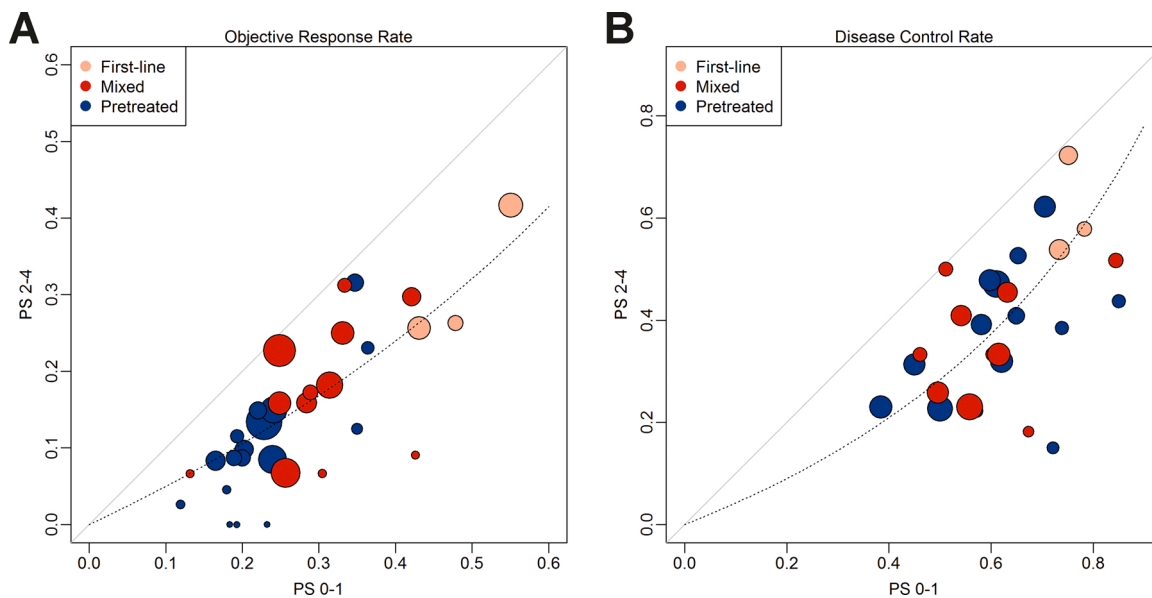 A
Objective Response Rate
First-line
Mixed
Pretreated
0.6
0.5
0.4
0.3
0.2
0.1
0.0
PS 2-4
0.0 0.1 0.2 0.3 0.4 0.5 0.6
PS 0-1
B
Disease Control Rate
First-line
Mixed
Pretreated
0.8
0.6
0.4
0.2
0.0
PS 2-4
0.0 0.2 0.4 0.6 0.8
PS 0-1